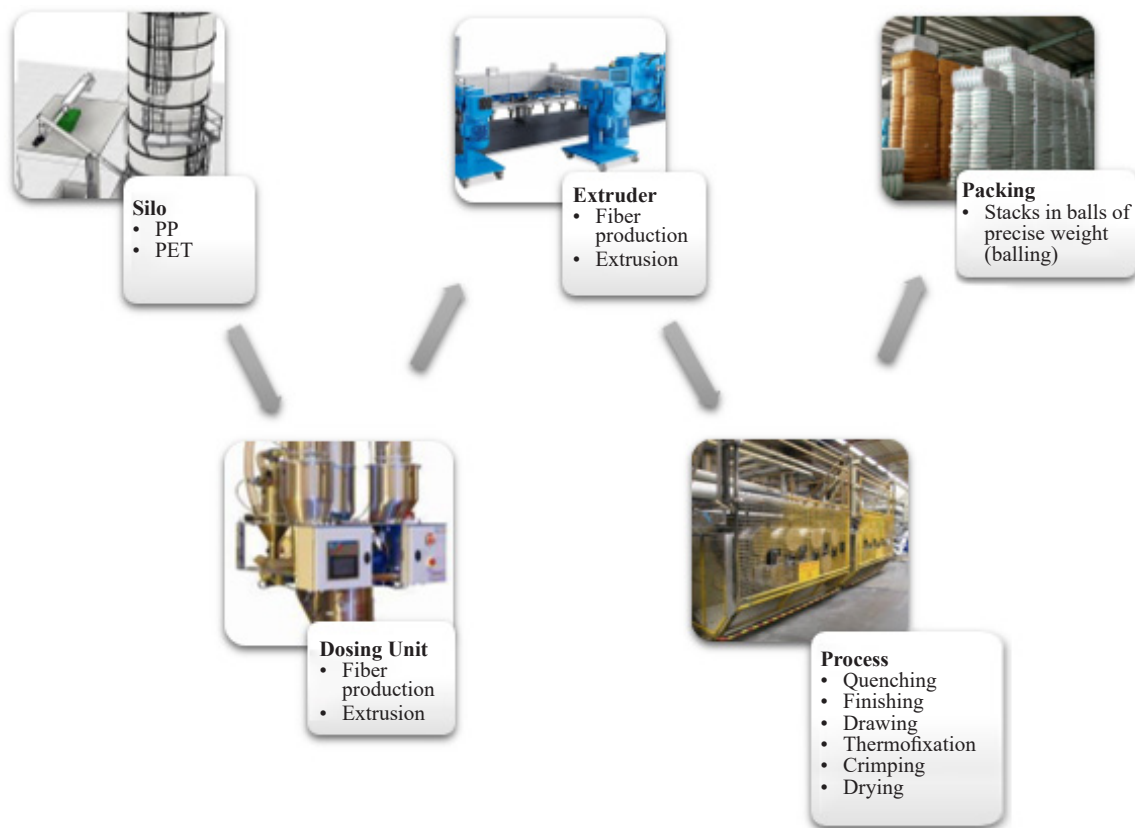 Silo
• PP
• PET
Dosing Unit
• Fiber
production
• Extrusion
Extruder
• Fiber
production
• Extrusion
Process
• Quenching
• Finishing
• Drawing
• Thermofixation
• Crimping
• Drying
Packing
• Stacks in balls of
precise weight
(balling)